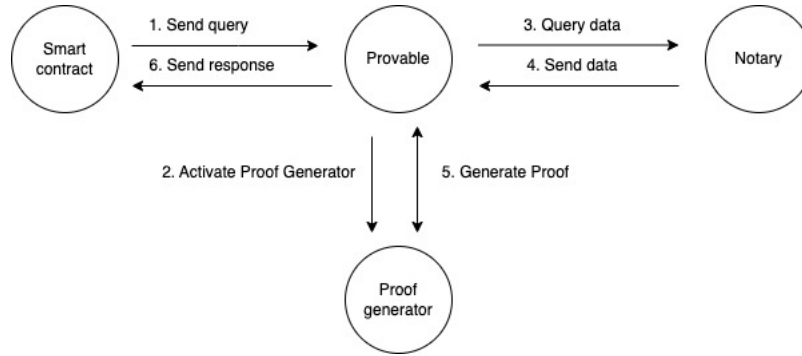 1. Send query
3. Query data
Smart
contract
Provable
Notary
6. Send response
4. Send data
2. Activate Proof Generator
5. Generate Proof
Proof
generator